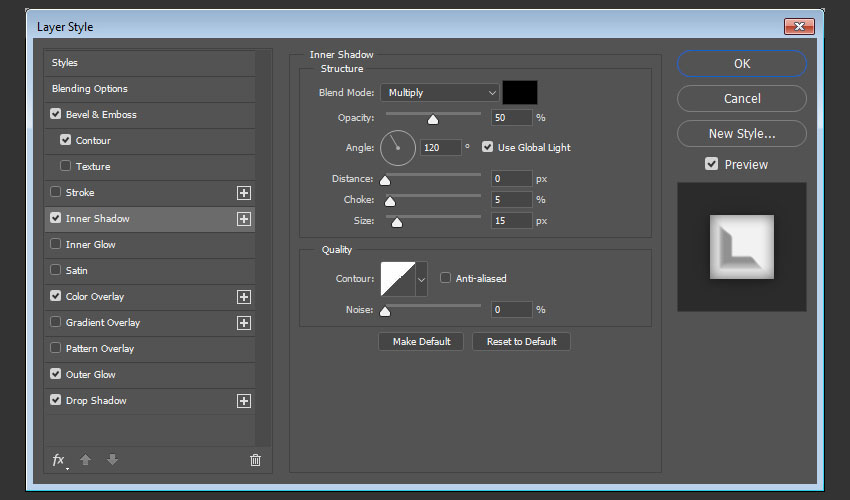 Layer Style
Styles
Blending Options
Bevel & Emboss
Contour
Texture
Stroke
Inner Shadow
Inner Glow
Satin
Color Overlay
Gradient Overlay
Pattern Overlay
Outer Glow
Drop Shadow
fx
Inner Shadow
Structure
Blend Mode: Multiply
Opacity: 50 %
Angle: 120 ° Use Global Light
Distance: 0 px
Choke: 5 %
Size: 15 px
Quality
Contour: Anti-aliased
Noise: 0 %
Make Default Reset to Default
OK
Cancel
New Style...
Preview